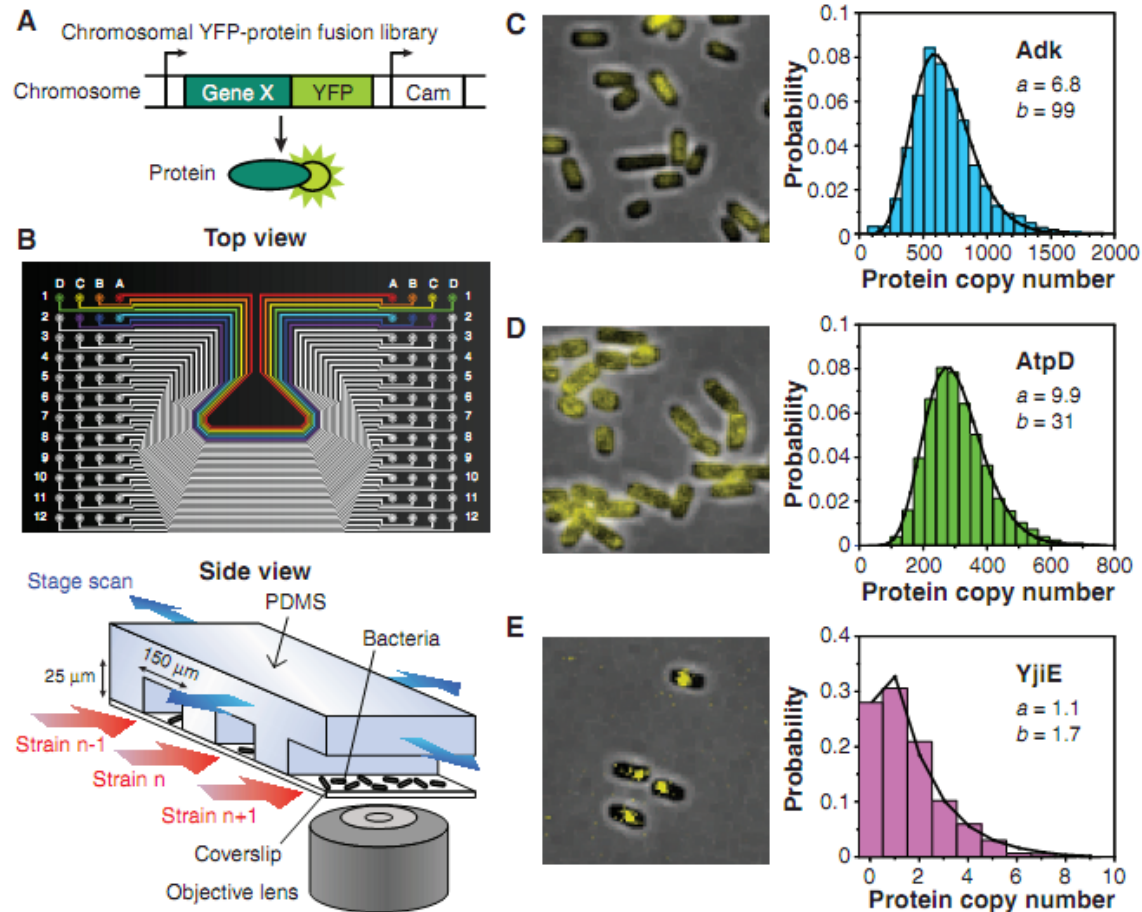 A
Chromosomal YFP-protein fusion library
Chromosome
Gene X
YFP
Cam
Protein
B
Top view
D C B A
A B C D
1
2
3
4
5
6
7
8
9
10
11
12
1
2
3
4
5
6
7
8
9
10
11
12
Side view
Stage scan
PDMS
Bacteria
150 μm
25 μm
Strain n-1
Strain n
Strain n+1
Coverslip
Objective lens
C
Probability
0.1
0.08
0.06
0.04
0.02
0
Adk
a = 6.8
b = 99
0 500 1000 1500 2000
Protein copy number
D
Probability
0.1
0.08
0.06
0.04
0.02
0
AtpD
a = 9.9
b = 31
0 200 400 600 800
Protein copy number
E
Probability
0.4
0.3
0.2
0.1
0
YjiE
a = 1.1
b = 1.7
0 2 4 6 8 10
Protein copy number